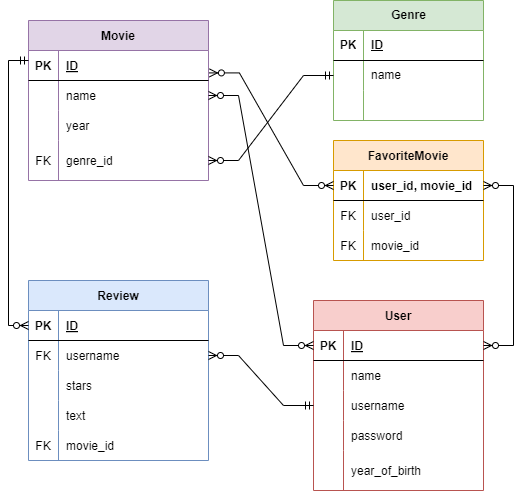 Movie
PK ID
name
year
FK genre_id
Genre
PK ID
name
FavoriteMovie
PK user_id, movie_id
FK user_id
FK movie_id
Review
PK ID
FK username
stars
text
FK movie_id
User
PK ID
name
username
password
year_of_birth